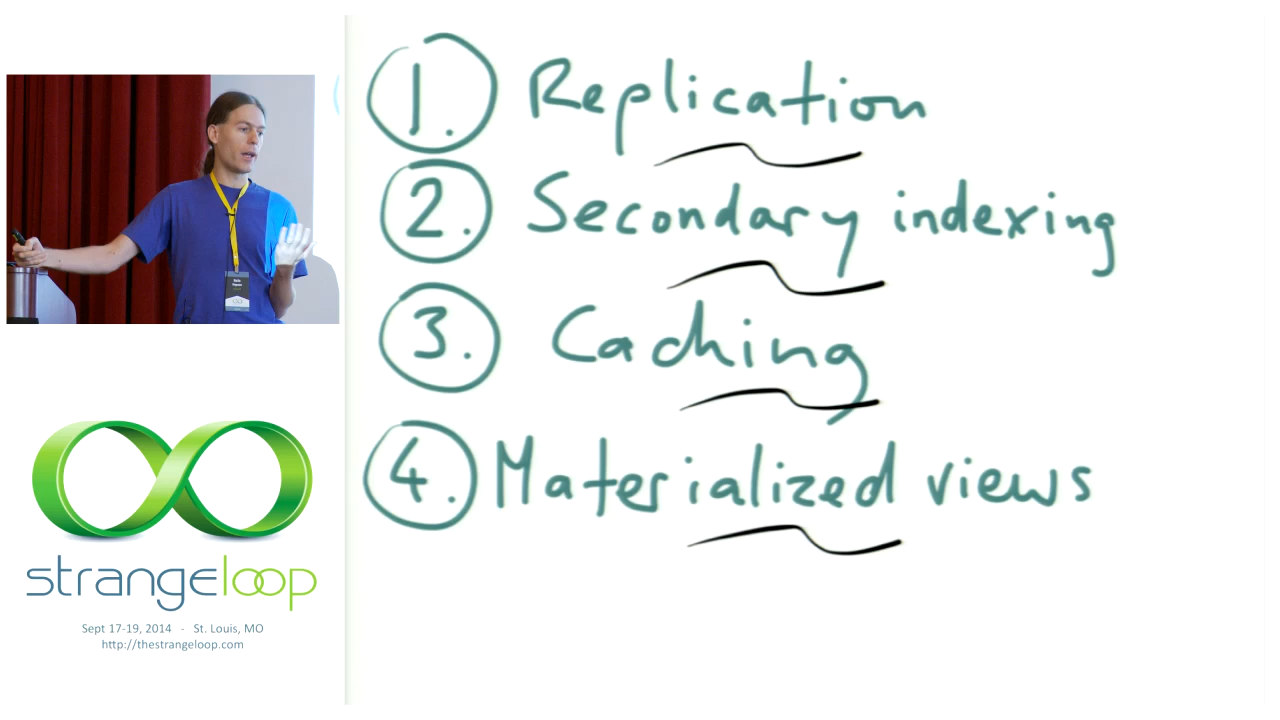 1. Replication
2. Secondary indexing
3. Caching
4. Materialized views
strangeloop
Sept 17-19, 2014 - St. Louis, MO
http://thestrangeloop.com